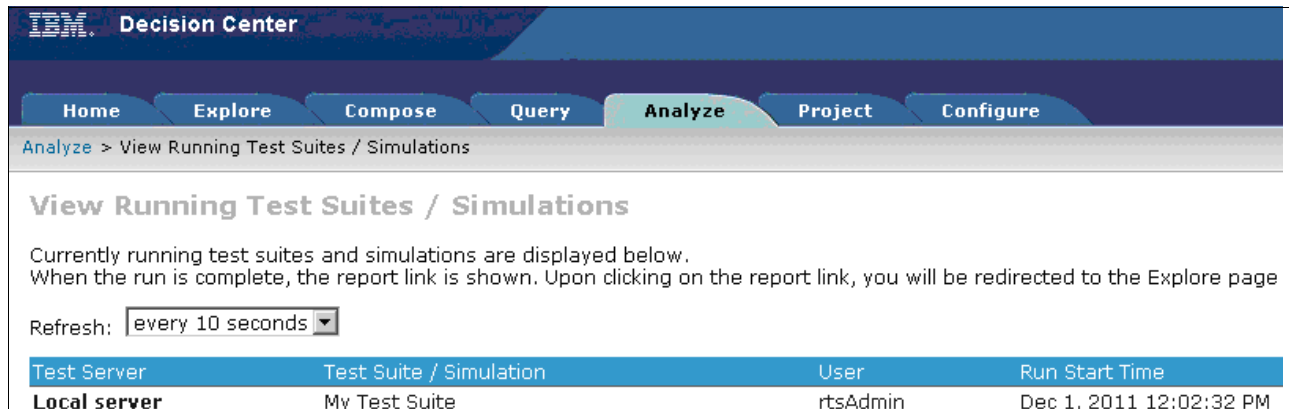 IBM. Decision Center
Home Explore Compose Query Analyze Project Configure
Analyze > View Running Test Suites / Simulations
View Running Test Suites / Simulations
Currently running test suites and simulations are displayed below.
When the run is complete, the report link is shown. Upon clicking on the report link, you will be redirected to the Explore page
Refresh: every 10 seconds
Test Server Test Suite / Simulation User Run Start Time
Local server My Test Suite rtsAdmin Dec 1, 2011 12:02:32 PM